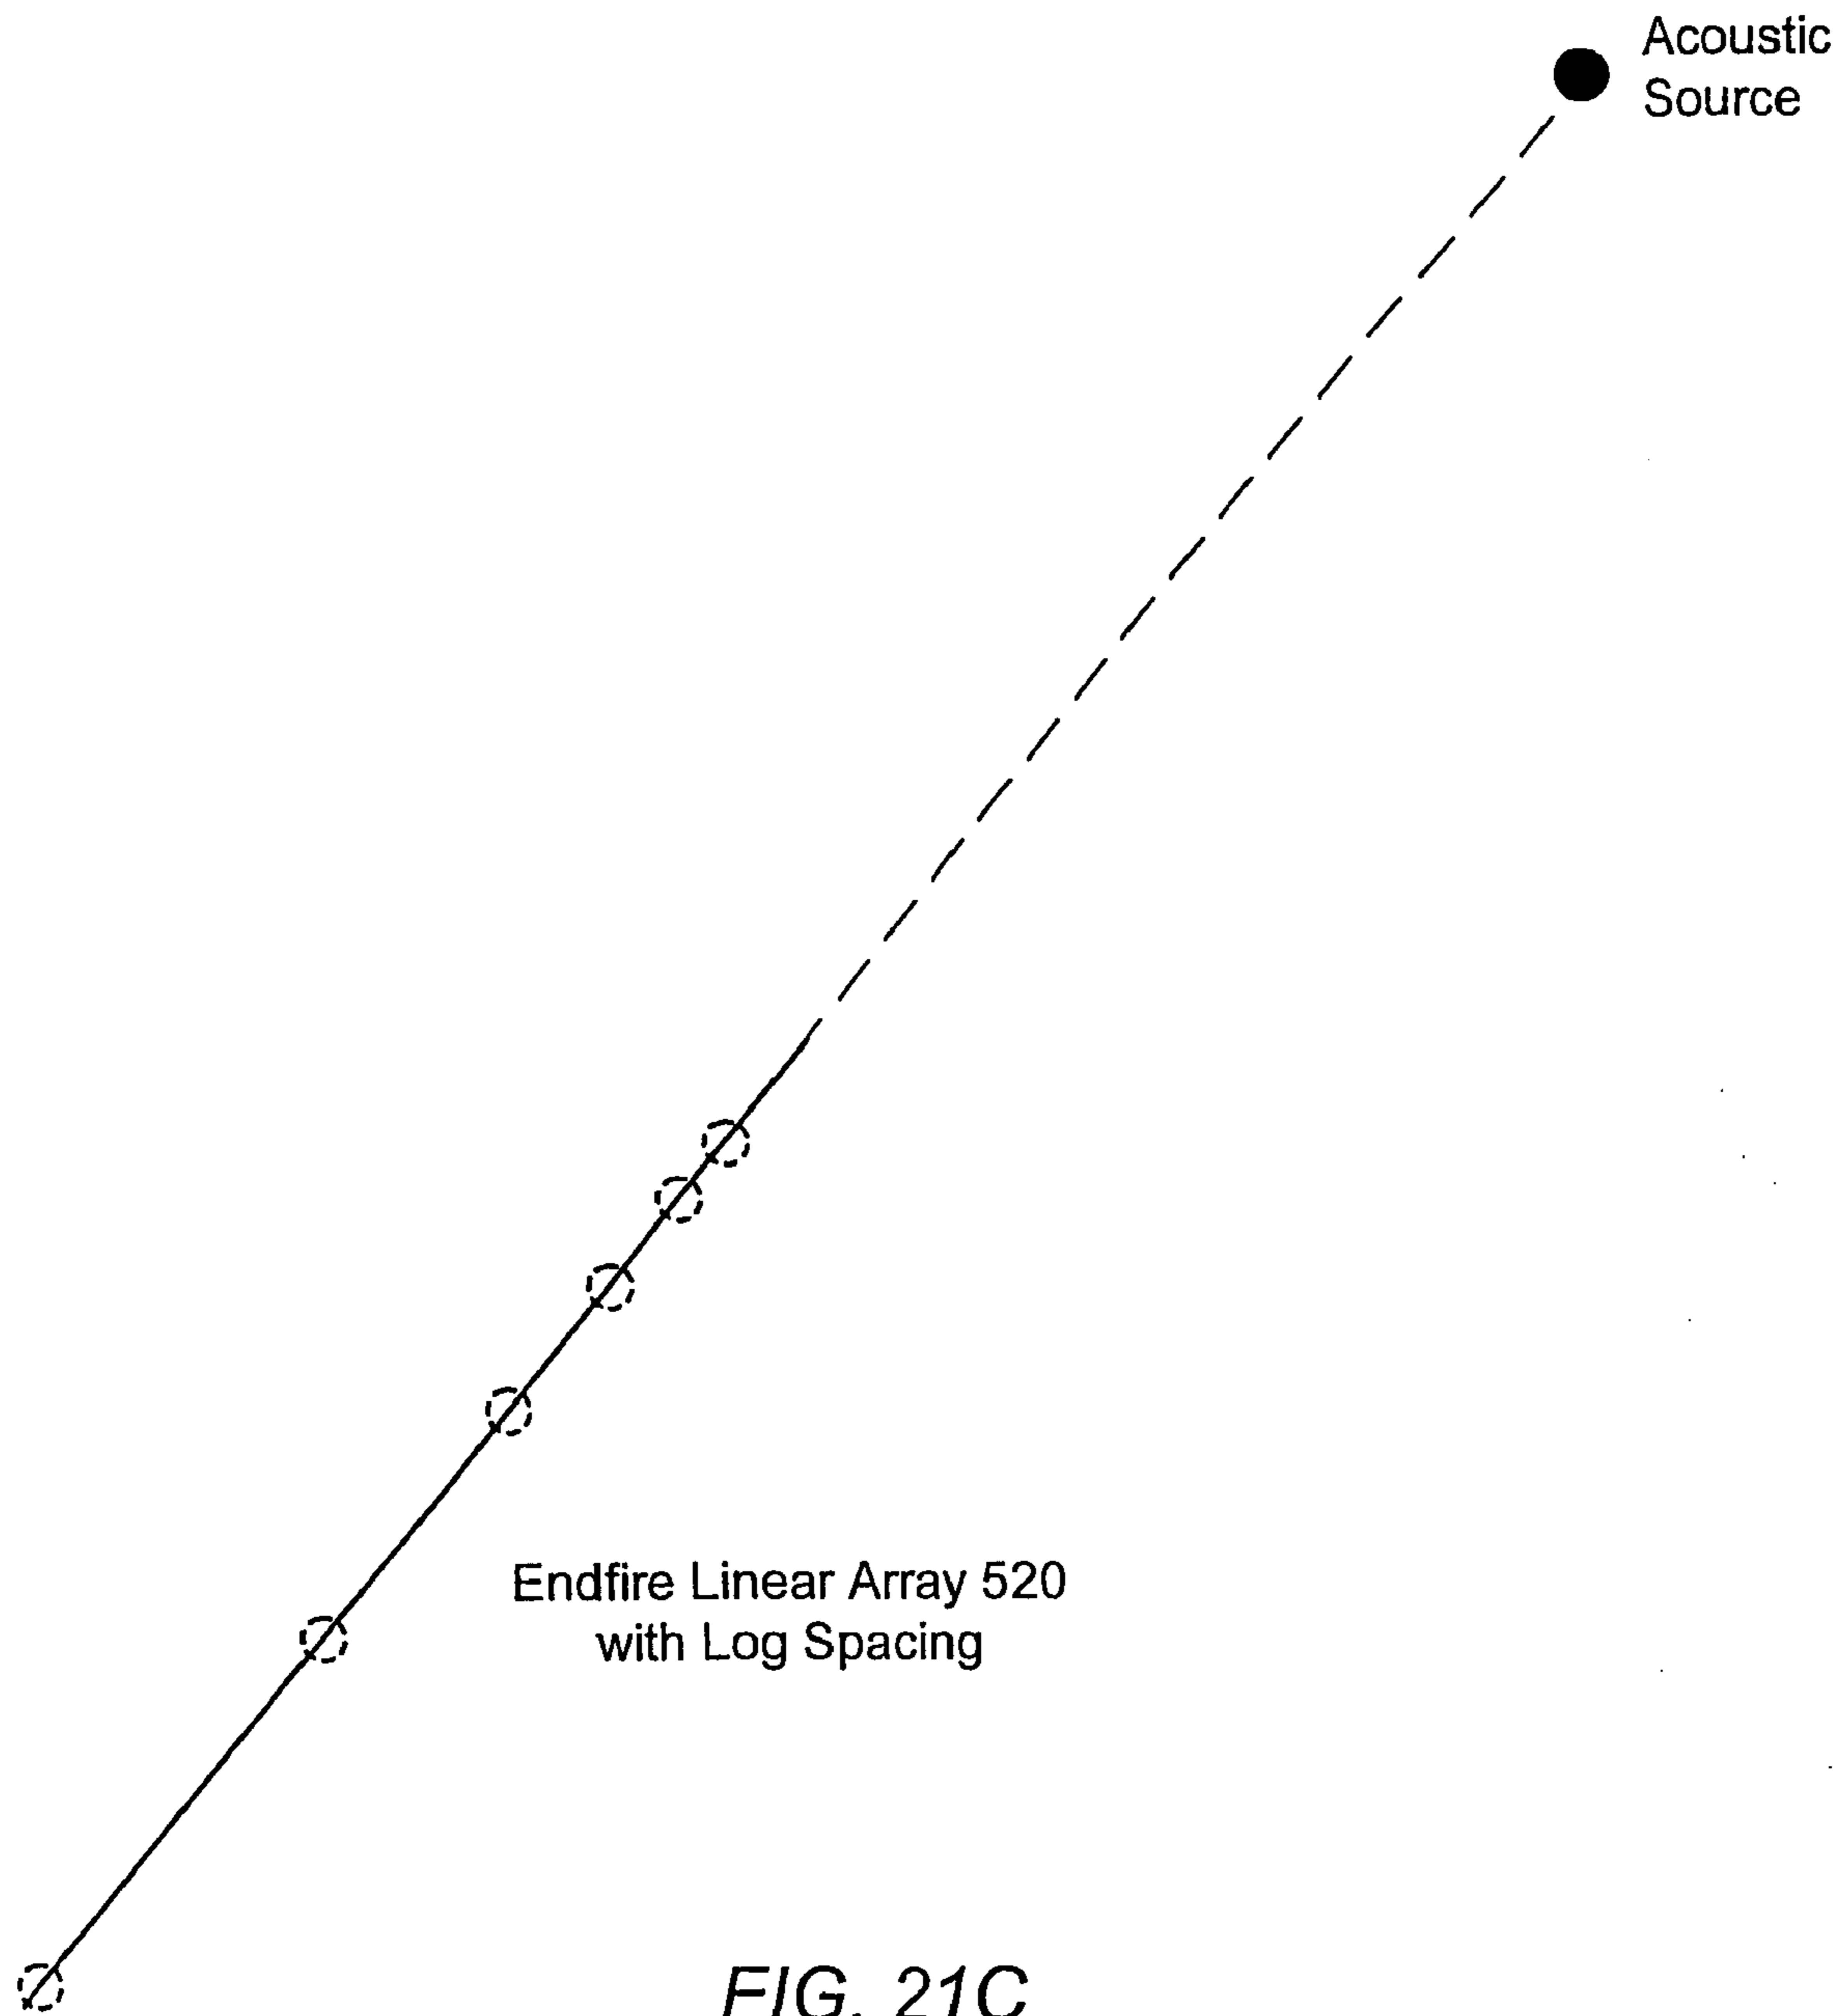 Acoustic
Source
Endfire Linear Array 520
with Log Spacing
FIG. 21C